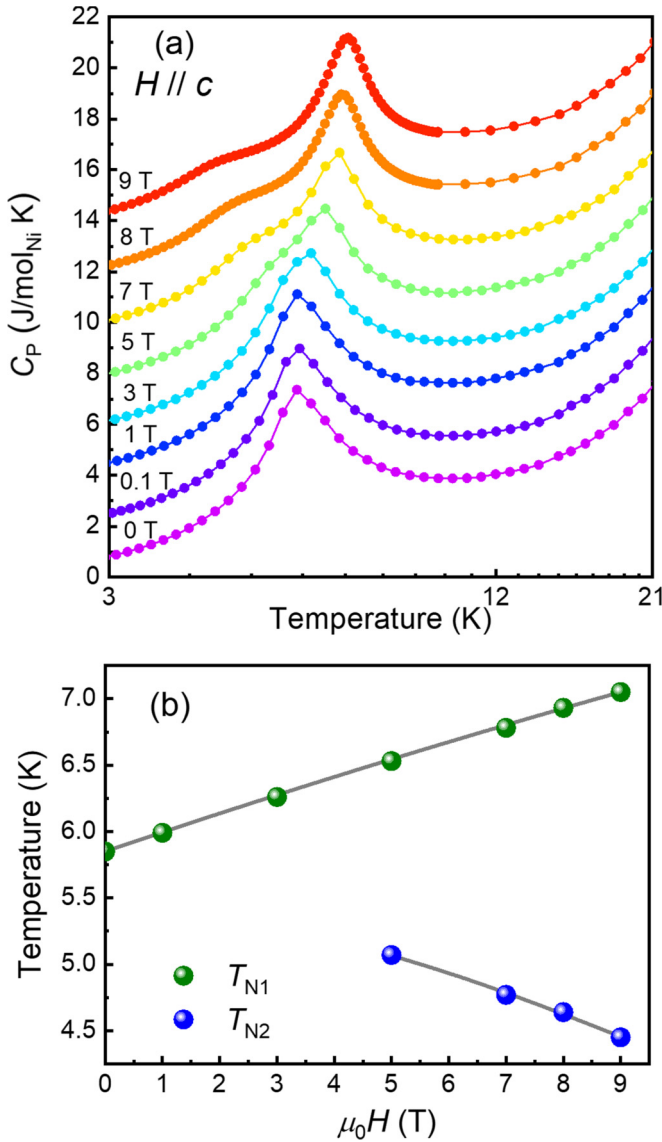 (a)
H // c
22
20
18
16
14
12
10
8
6
4
2
0
C_P (J/mol_Ni K)
9 T
8 T
7 T
5 T
3 T
1 T
0.1 T
0 T
3 12 21
Temperature (K)
(b)
7.0
6.5
6.0
5.5
5.0
4.5
Temperature (K)
T_N1
T_N2
0 1 2 3 4 5 6 7 8 9
μ₀H (T)